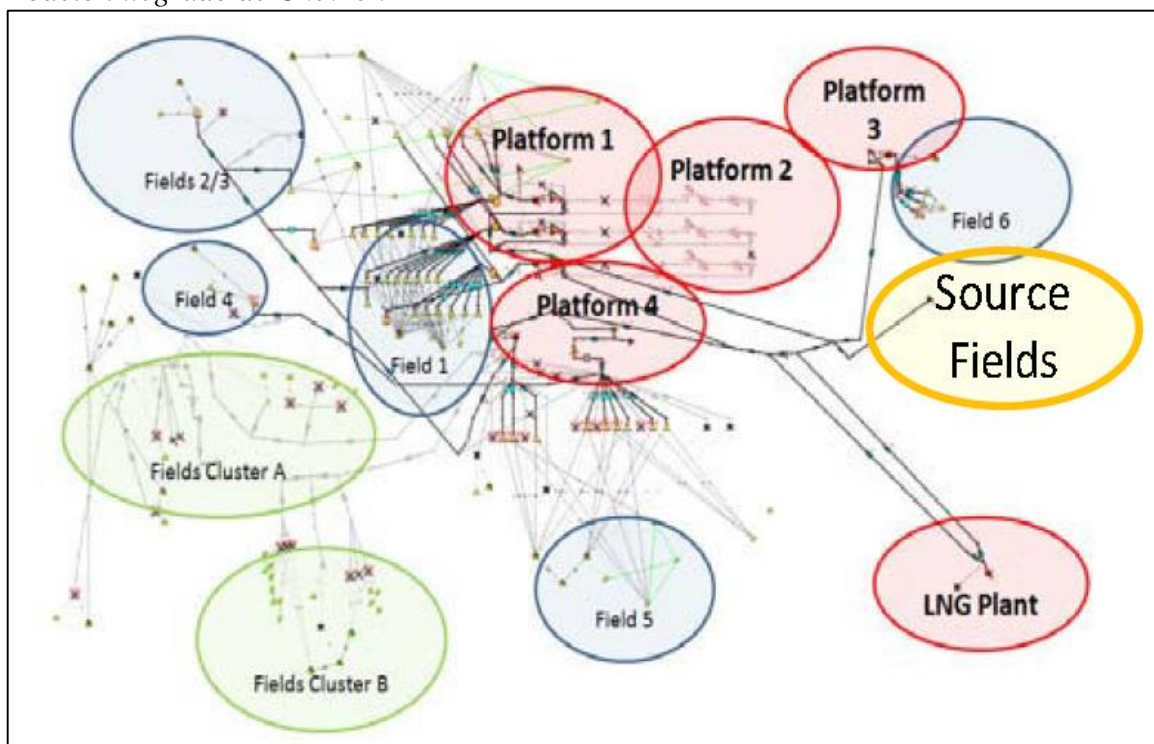 Platform 1
Platform 2
Platform
3
Fields 2/3
Field 6
Field 4
Source
Fields
Platform 4
Field 1
Fields Cluster A
LNG Plant
Field 5
Fields Cluster B